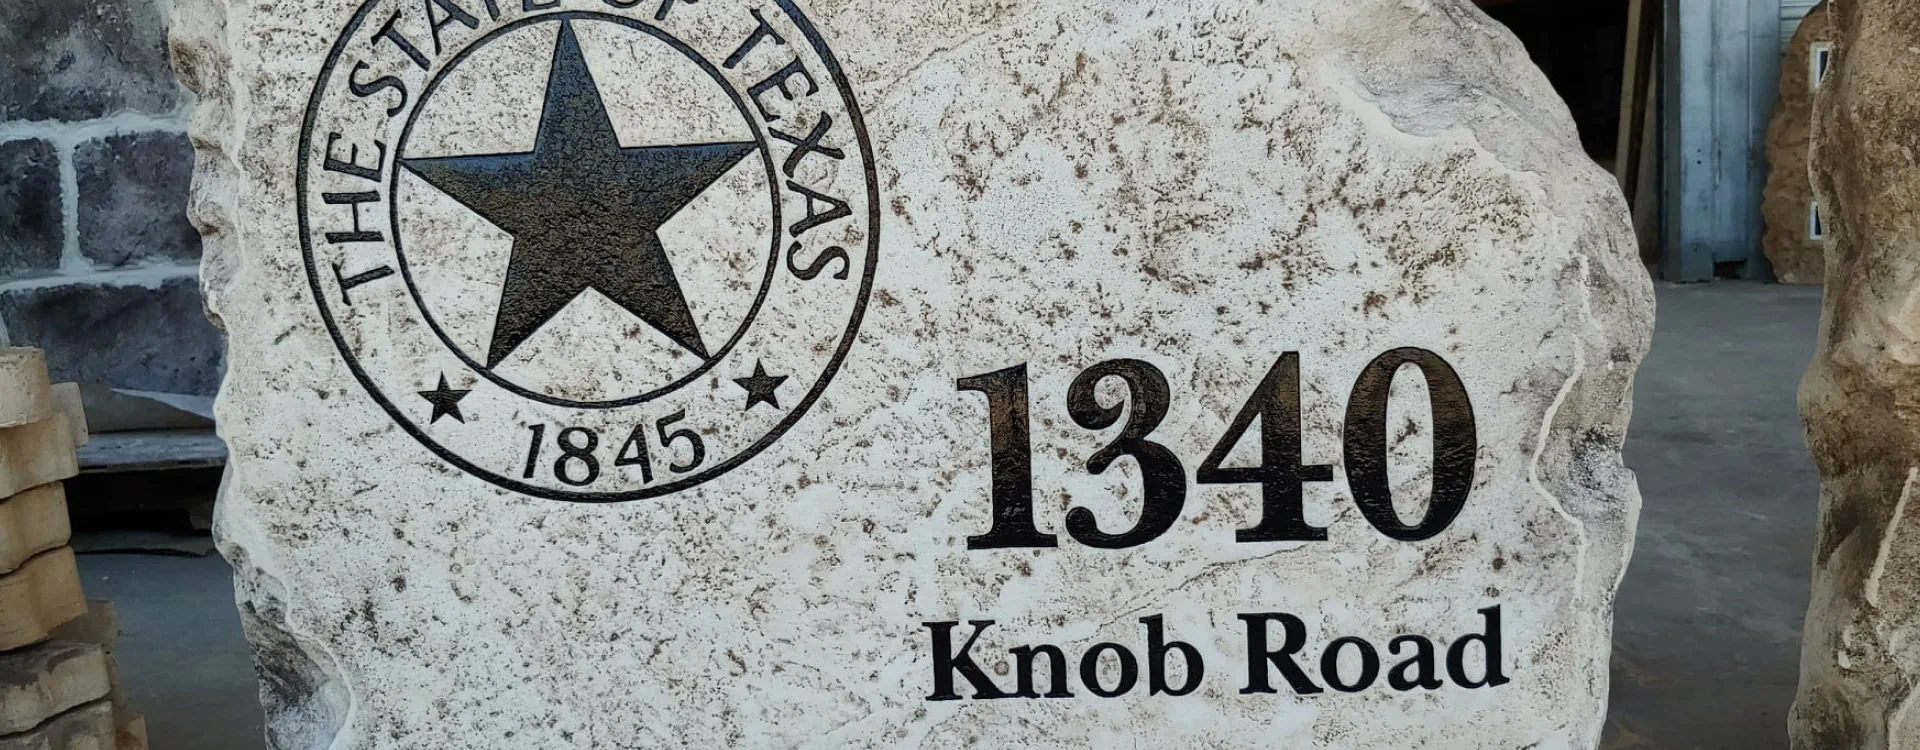 THE STATE OF TEXAS
1845
1340
Knob Road